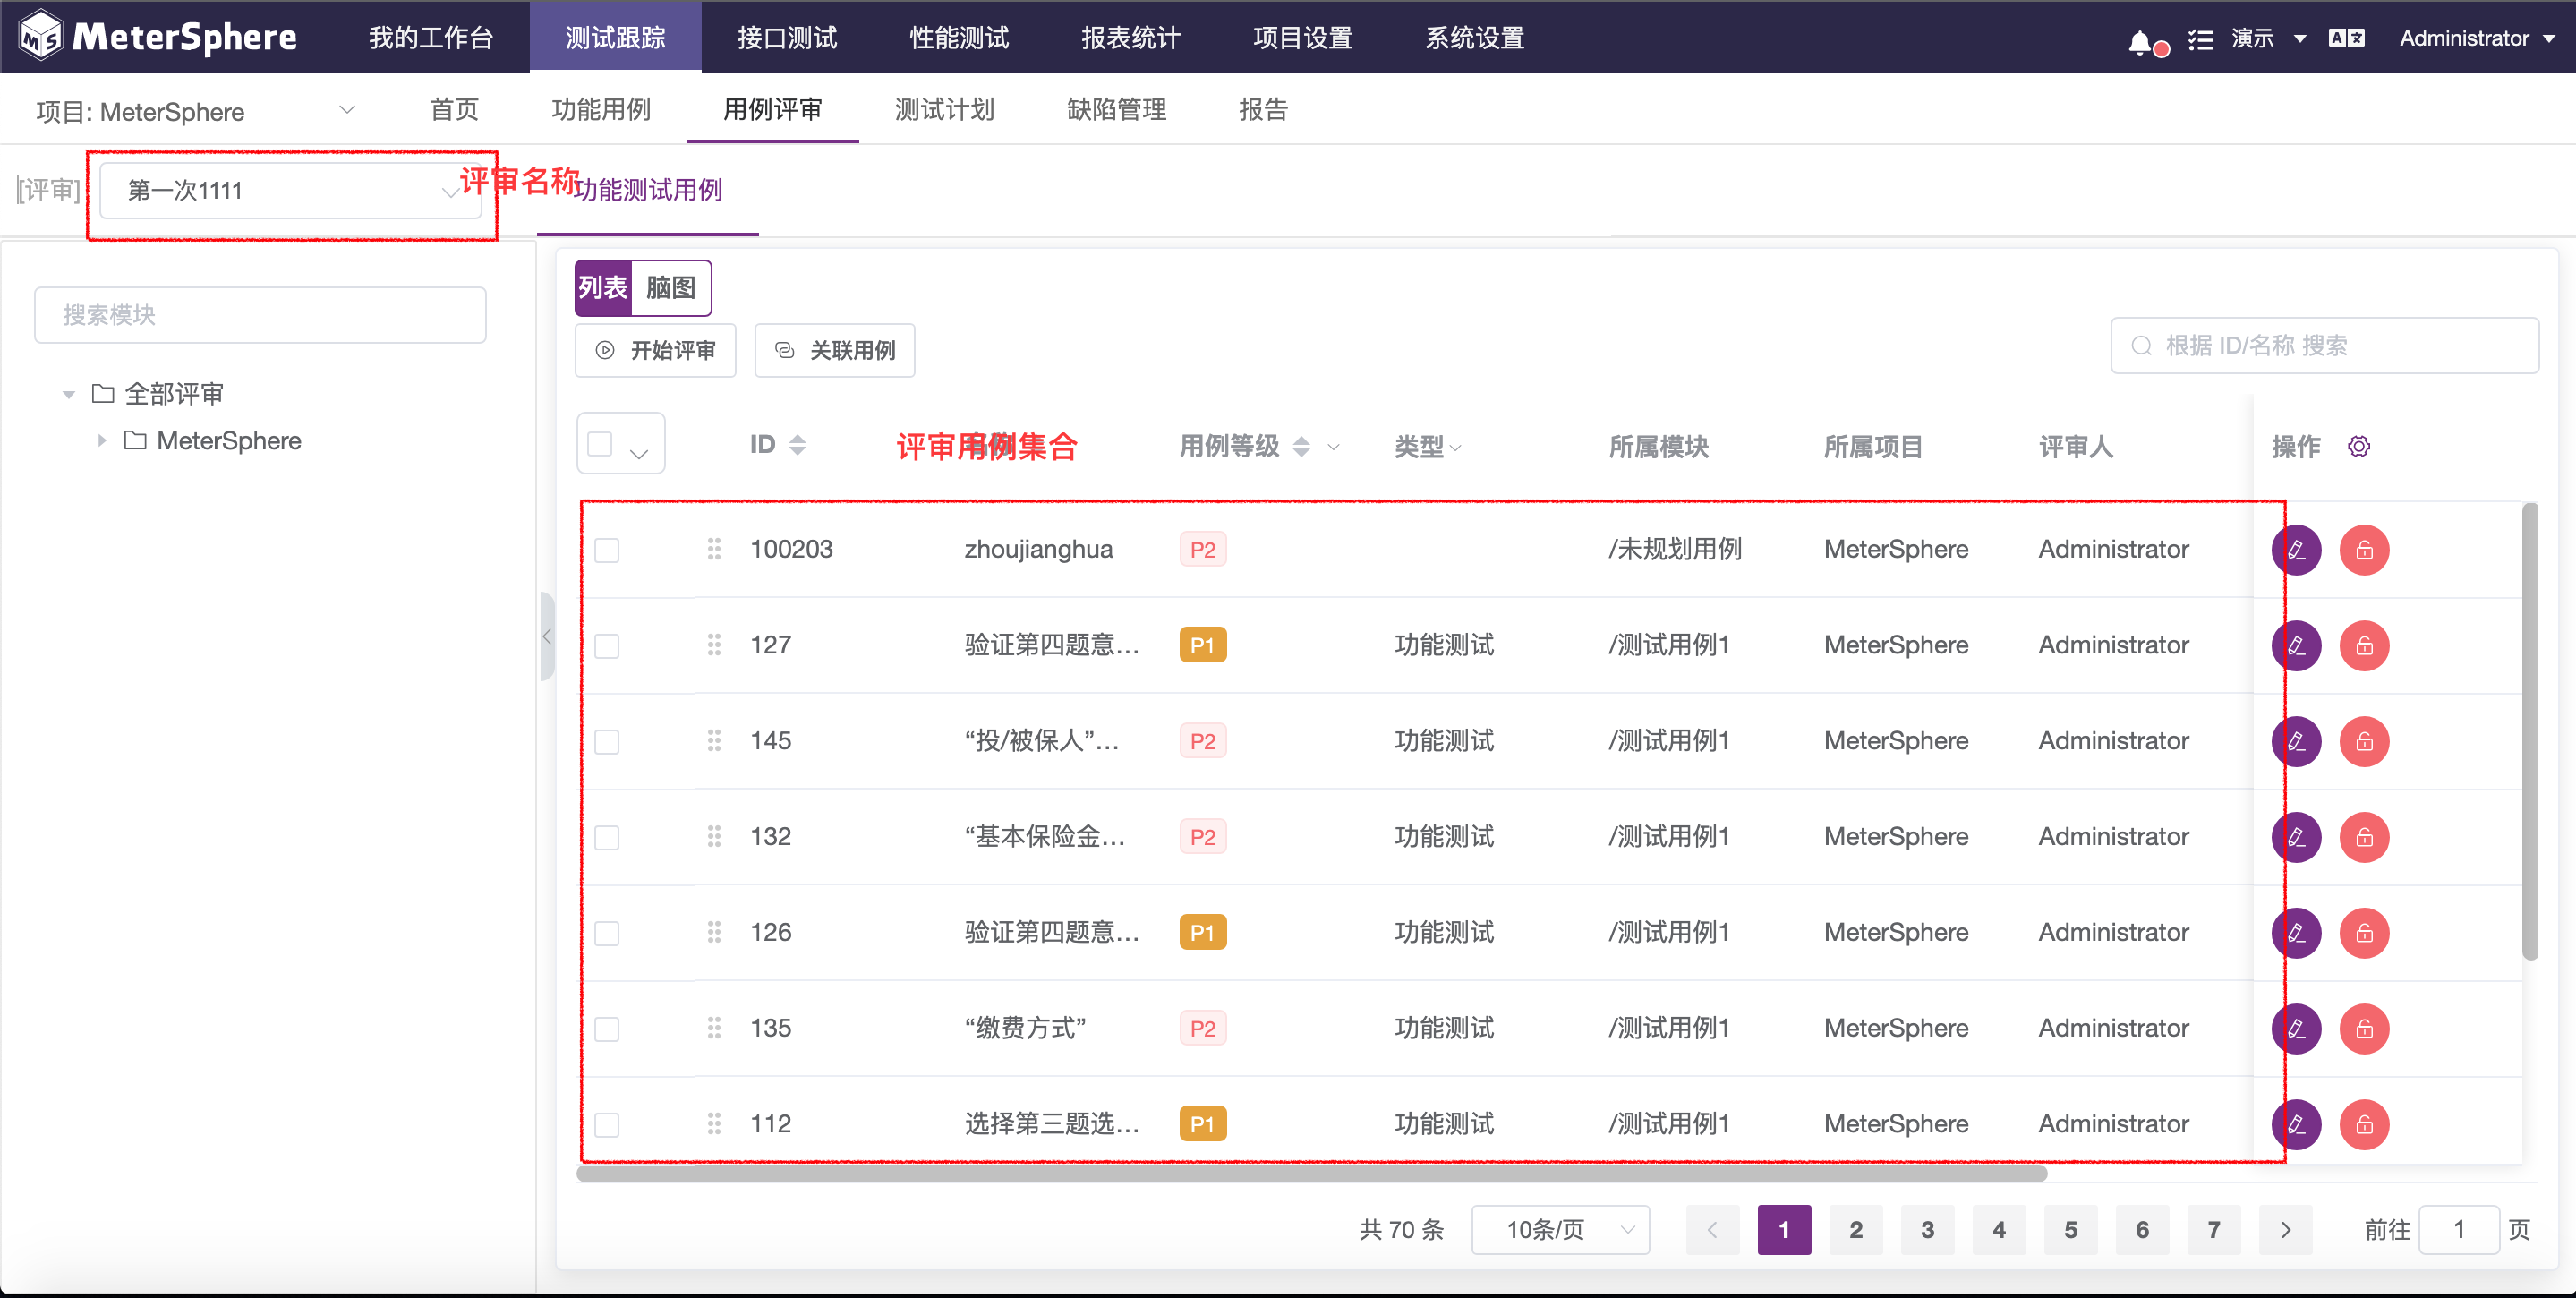 MeterSphere 我的工作台 测试跟踪 接口测试 性能测试 报表统计 项目设置 系统设置 演示 Administrator
项目: MeterSphere 首页 功能用例 用例评审 测试计划 缺陷管理 报告
[评审] 第一次1111 评审名称 功能测试用例
列表 脑图
搜索模块
开始评审 关联用例 根据 ID/名称 搜索
全部评审
MeterSphere
ID 评审用例集合 用例等级 类型 所属模块 所属项目 评审人 操作
100203 zhoujianghua P2 /未规划用例 MeterSphere Administrator
127 验证第四题意... P1 功能测试 /测试用例1 MeterSphere Administrator
145 “投/被保人”... P2 功能测试 /测试用例1 MeterSphere Administrator
132 “基本保险金... P2 功能测试 /测试用例1 MeterSphere Administrator
126 验证第四题意... P1 功能测试 /测试用例1 MeterSphere Administrator
135 “缴费方式” P2 功能测试 /测试用例1 MeterSphere Administrator
112 选择第三题选... P1 功能测试 /测试用例1 MeterSphere Administrator
共 70 条 10条/页 1 2 3 4 5 6 7 前往 1 页